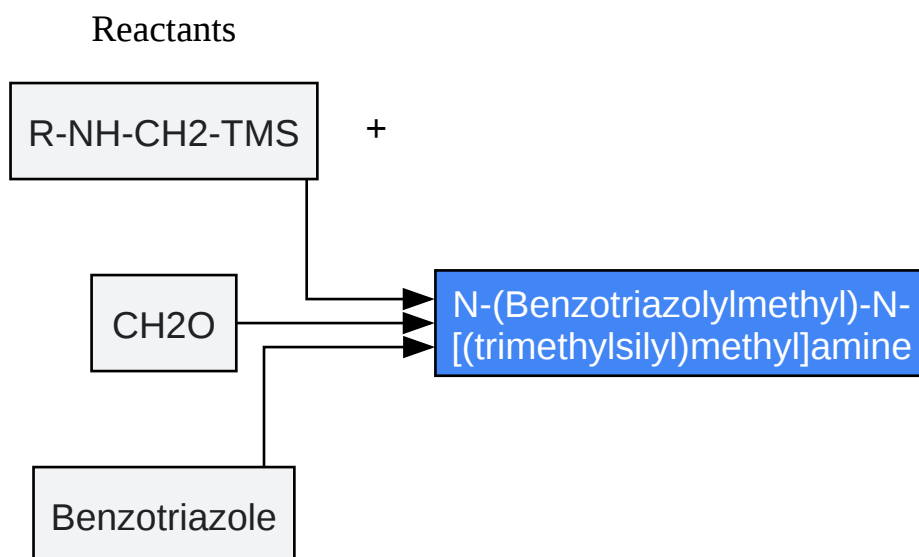 Reactants
R-NH-CH2-TMS
+
CH2O
N-(Benzotriazolylmethyl)-N-
[(trimethylsilyl)methyl]amine
Benzotriazole